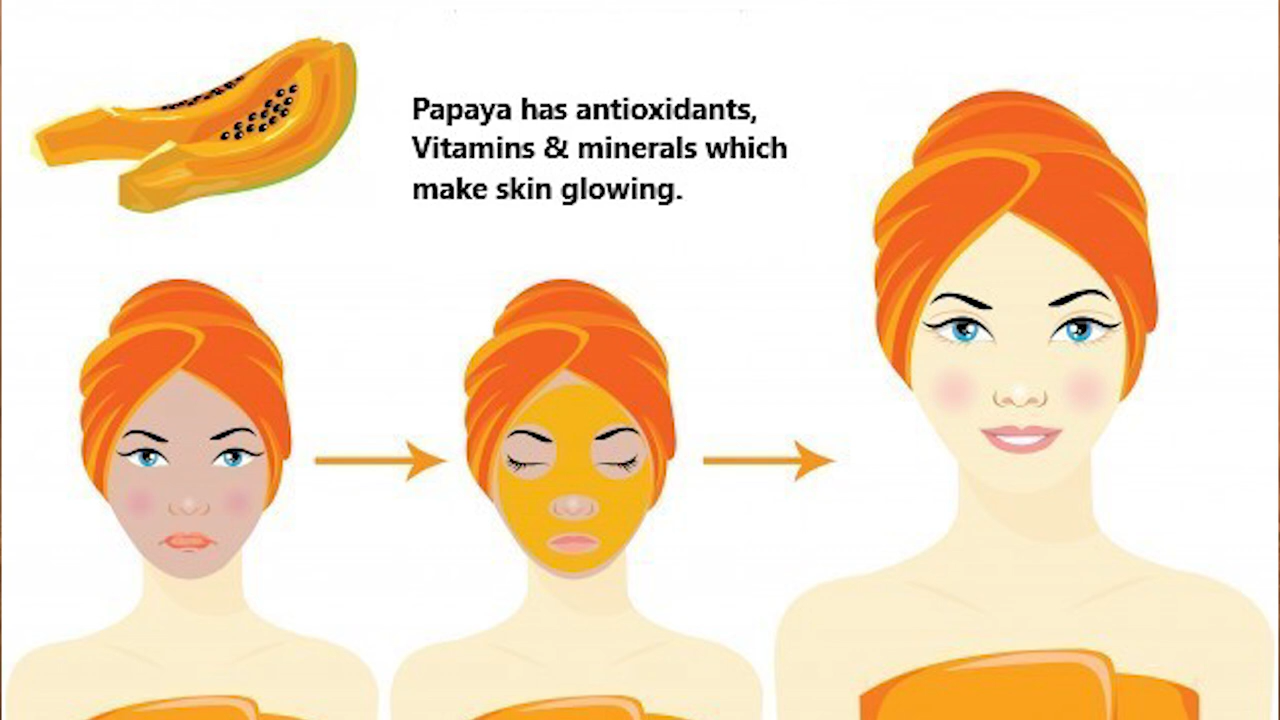 Papaya has antioxidants,
Vitamins & minerals which
make skin glowing.